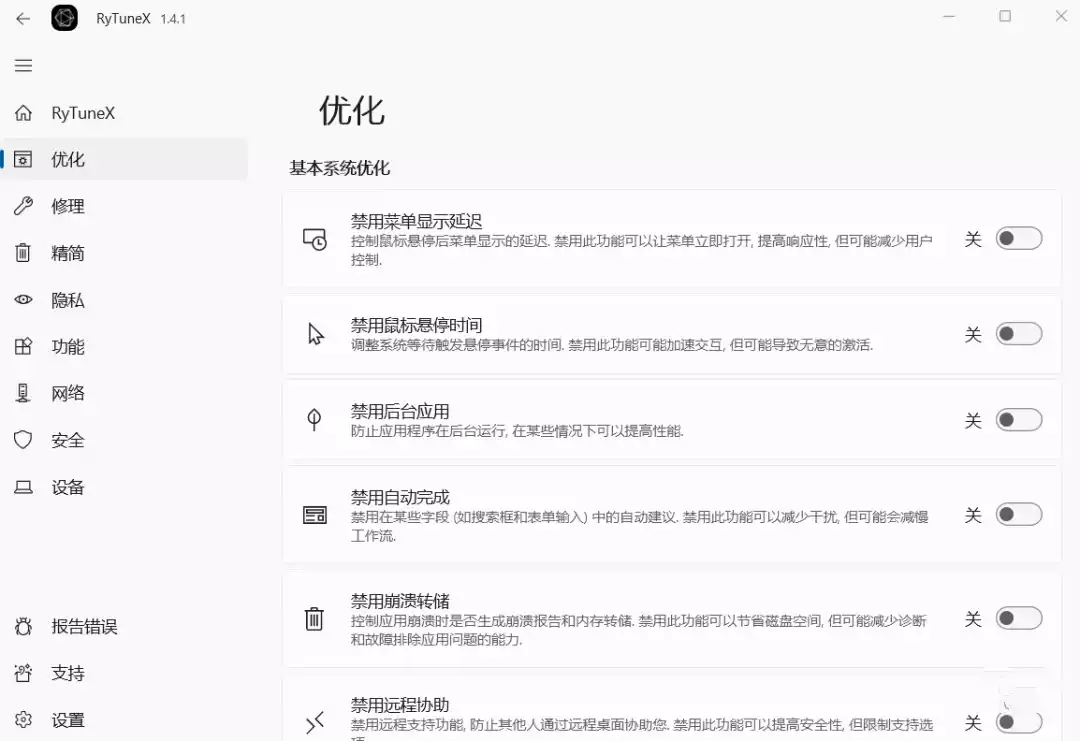 RyTuneX 1.4.1
RyTuneX
优化
修理
精简
隐私
功能
网络
安全
设备
报告错误
支持
设置
优化
基本系统优化
禁用菜单显示延迟
控制鼠标悬停后菜单显示的延迟. 禁用此功能可以让菜单立即打开, 提高响应性, 但可能减少用户
控制.
关
禁用鼠标悬停时间
调整系统等待触发悬停事件的时间. 禁用此功能可能加速交互, 但可能导致无意的激活.
关
禁用后台应用
防止应用程序在后台运行, 在某些情况下可以提高性能.
关
禁用自动完成
禁用在某些字段 (如搜索框和表单输入) 中的自动建议. 禁用此功能可以减少干扰, 但可能会减慢
工作流.
关
禁用崩溃转储
控制应用崩溃时是否生成崩溃报告和内存转储. 禁用此功能可以节省磁盘空间, 但可能减少诊断
和故障排除应用问题的能力.
关
禁用远程协助
禁用远程支持功能, 防止其他人通过远程桌面协助您. 禁用此功能可以提高安全性, 但限制支持选
关